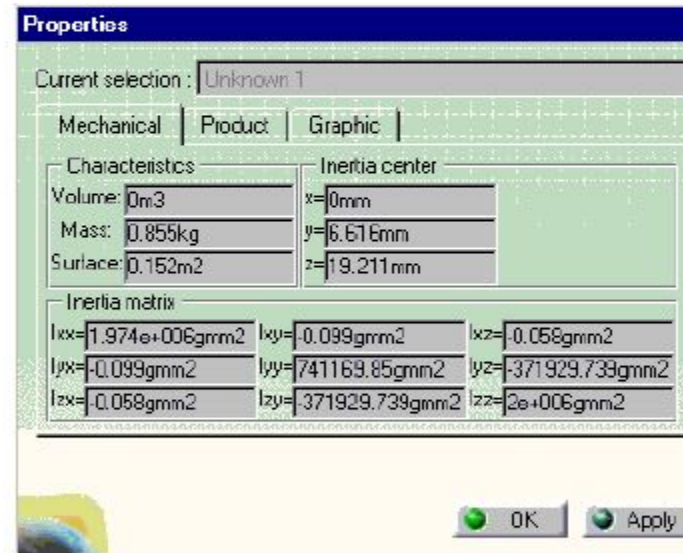 Properties
Current selection : Unknown 1
Mechanical Product Graphic
Characteristics Inertia center
Volume: 0m3 x= 0mm
Mass: 0.855kg y= 6.616mm
Surface: 0.152m2 z= 19.211mm
Inertia matrix
Ixx= 1.974e+006gmm2 Ixy= -0.099gmm2 Ixz= -0.058gmm2
Iyx= -0.099gmm2 Iyy= 741169.85gmm2 Iyz= -371929.739gmm2
Izx= -0.058gmm2 Izy= -371929.739gmm2 Izz= 2e+006gmm2
OK Apply